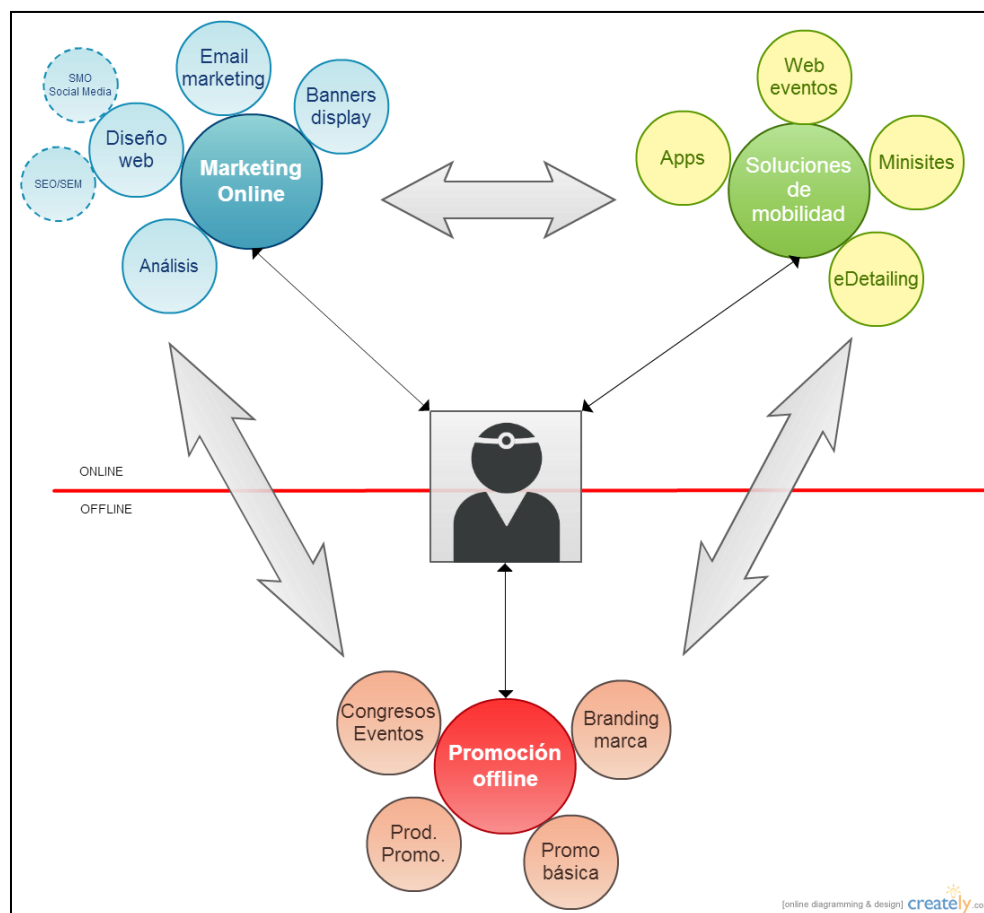 Email
marketing
SMO
Social Media
Banners
display
Diseño
web
SEO/SEM
Marketing
Online
Análisis
Web
eventos
Apps
Soluciones
de
mobilidad
Minisites
eDetailing
ONLINE
OFFLINE
Congresos
Eventos
Branding
marca
Promoción
offline
Prod.
Promo.
Promo
básica
[online diagramming & design] creately.co